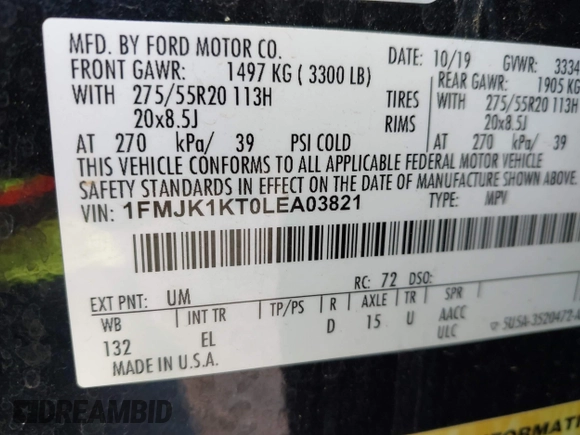 MFD. BY FORD MOTOR CO.
DATE: 10/19 GVWR: 3334
FRONT GAWR: 1497 KG ( 3300 LB)
REAR GAWR: 1905 KG
WITH 275/55R20 113H TIRES WITH 275/55R20 113H
20x8.5J RIMS 20x8.5J
AT 270 kPa/ 39 PSI COLD AT 270 kPa/ 39
THIS VEHICLE CONFORMS TO ALL APPLICABLE FEDERAL MOTOR VEHICLE
SAFETY STANDARDS IN EFFECT ON THE DATE OF MANUFACTURE SHOWN ABOVE.
VIN: 1FMJK1KT0LEA03821
TYPE: MPV
RC: 72 DSO:
EXT PNT: UM
WB INT TR TP/PS R AXLE TR SPR
132 EL D 15 U AACC
ULC
MADE IN U.S.A.
DREAMBID